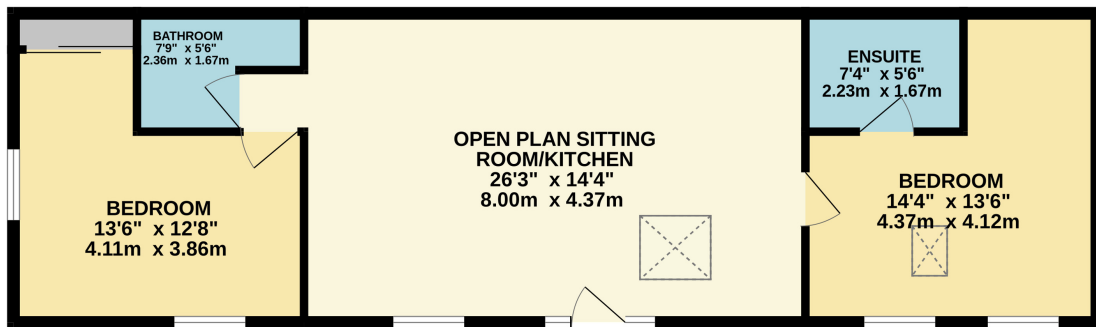 BATHROOM
7'9" x 5'6"
2.36m x 1.67m
ENSUITE
7'4" x 5'6"
2.23m x 1.67m
OPEN PLAN SITTING
ROOM/KITCHEN
26'3" x 14'4"
8.00m x 4.37m
BEDROOM
13'6" x 12'8"
4.11m x 3.86m
BEDROOM
14'4" x 13'6"
4.37m x 4.12m